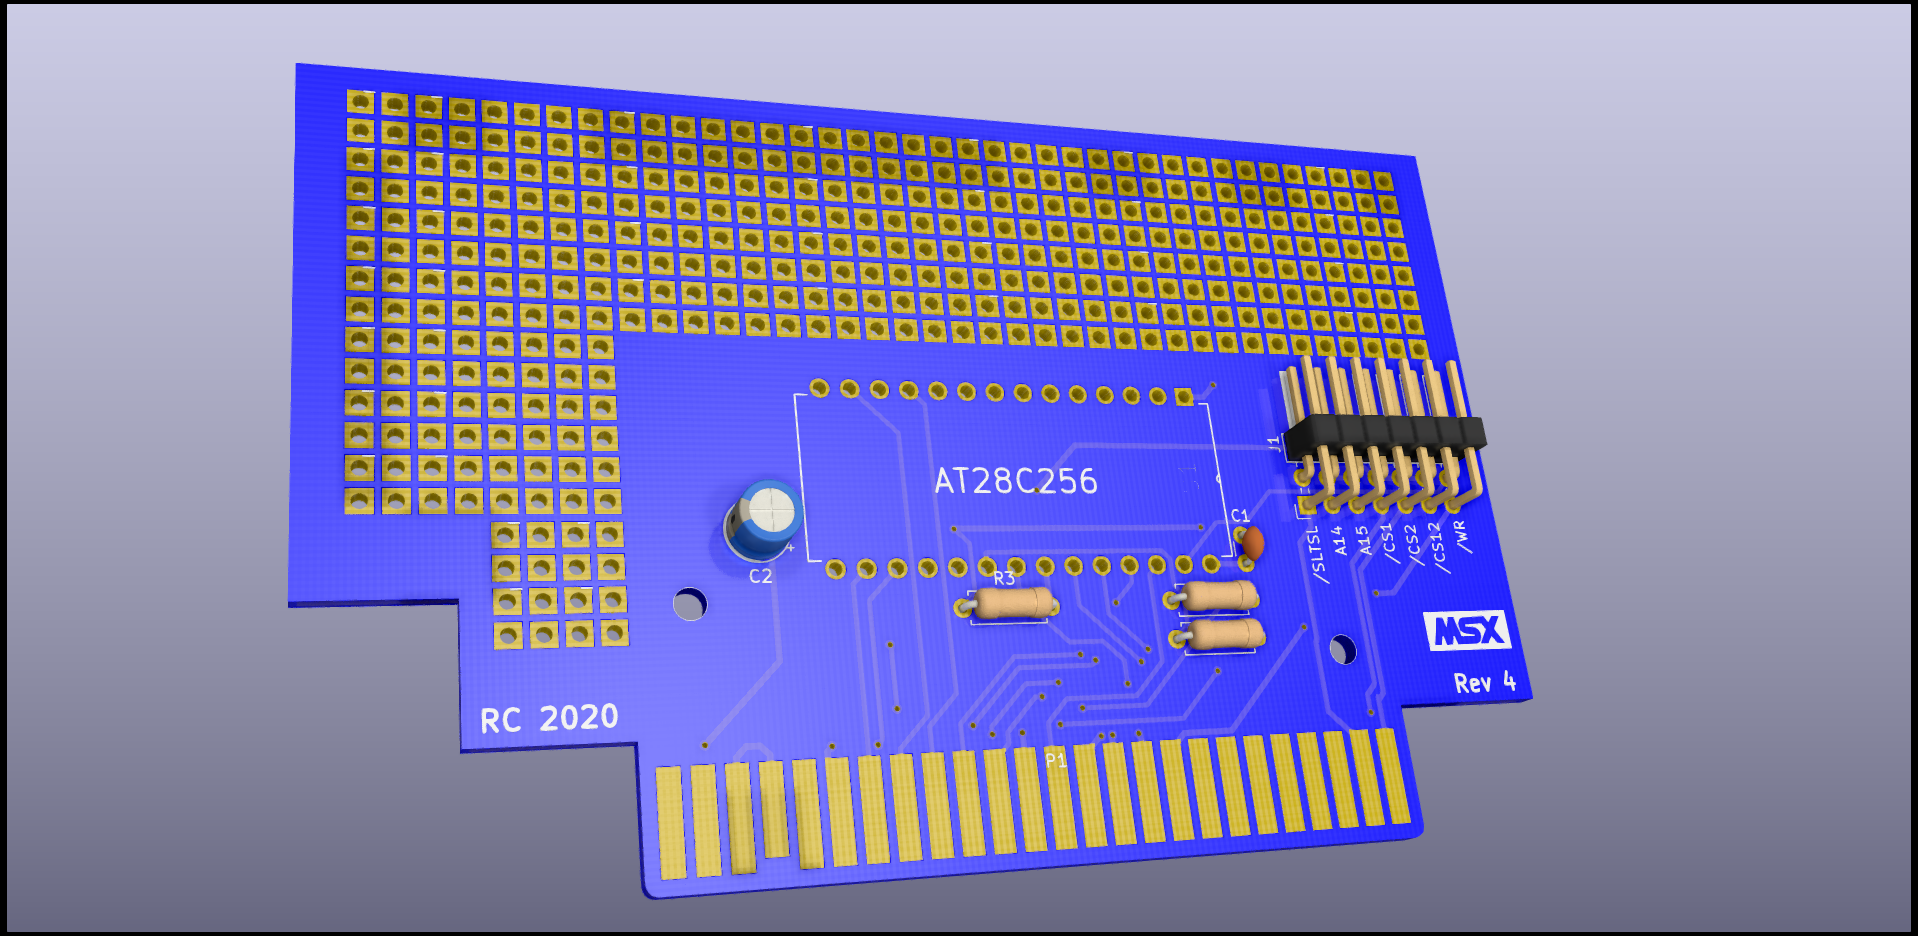 AT28C256
J1
C1
+
C2
R3
/SLTSL
A14
A15
/CS1
/CS2
/CS12
/WR
MSX
Rev 4
RC 2020
P1